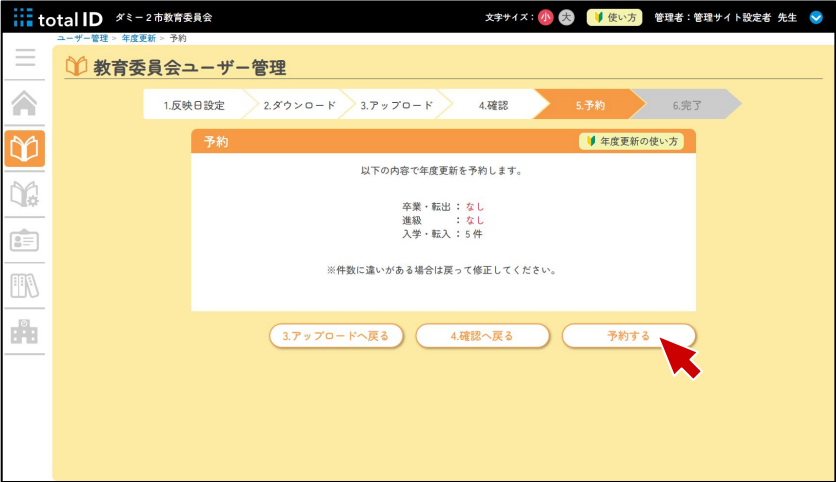 total ID ダミー２市教育委員会 文字サイズ： 小 大 使い方 管理者：管理サイト設定者 先生
ユーザー管理 > 年度更新 > 予約
教育委員会ユーザー管理
1.反映日設定 2.ダウンロード 3.アップロード 4.確認 5.予約 6.完了
予約 年度更新の使い方
以下の内容で年度更新を予約します。
卒業・転出 ： なし
進級 ： なし
入学・転入 ： 5 件
※件数に違いがある場合は戻って修正してください。
3.アップロードへ戻る 4.確認へ戻る 予約する